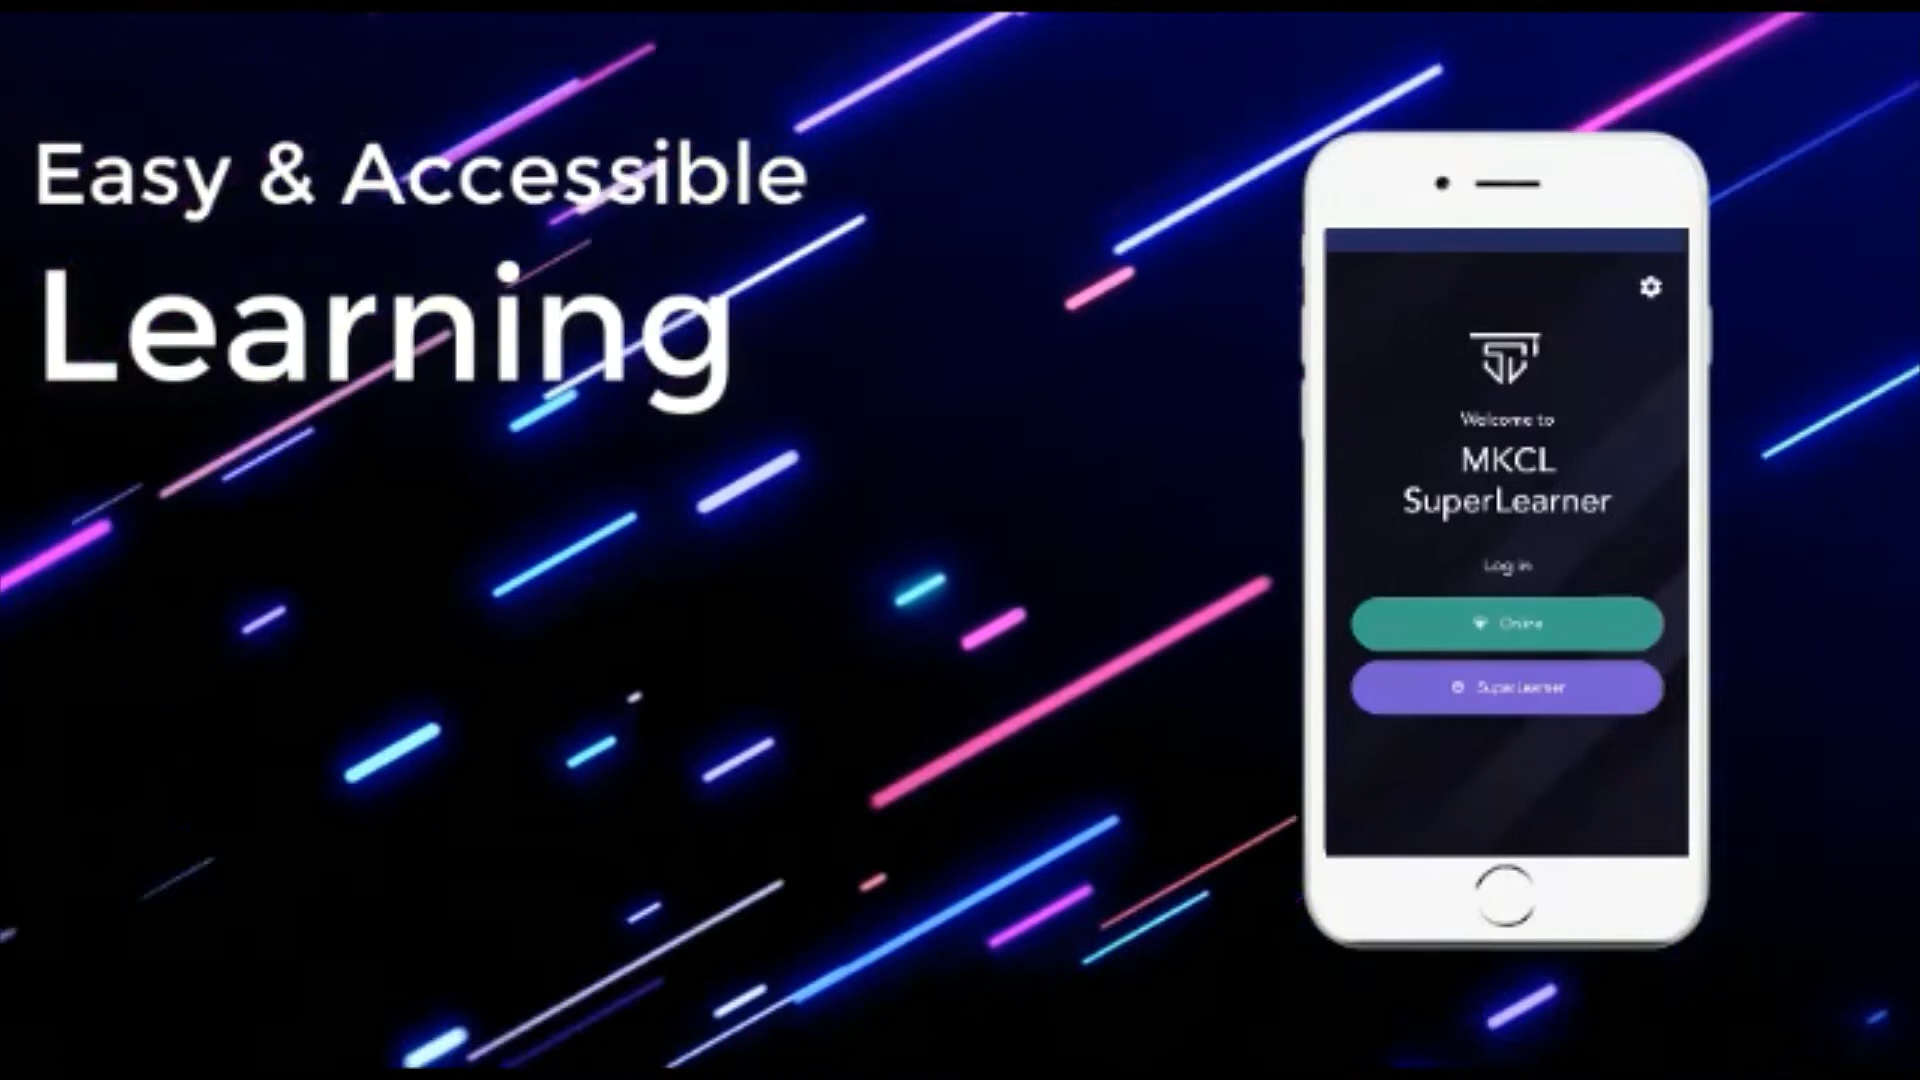 Easy & Accessible
Learning
Welcome to
MKCL
SuperLearner
Log in
Online
SuperLearner